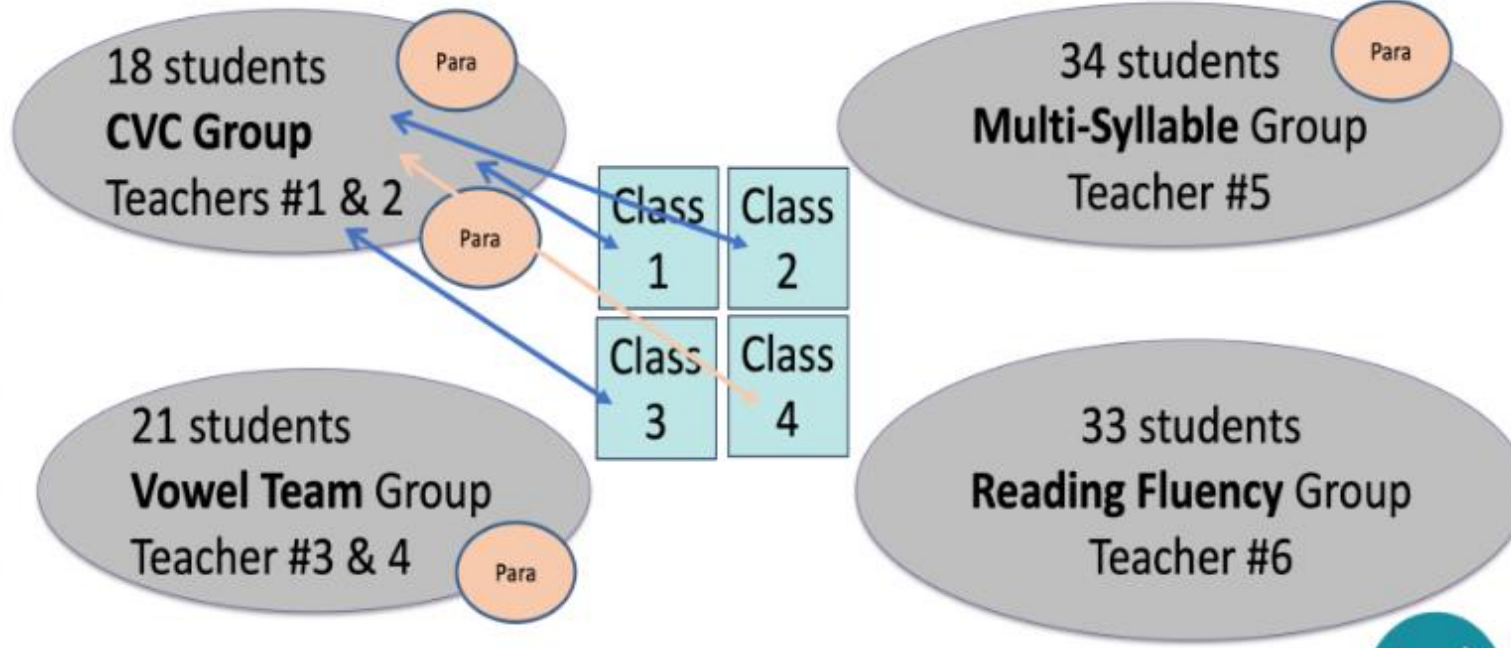 18 students
CVC Group
Teachers #1 & 2
Para
Para
34 students
Multi-Syllable Group
Teacher #5
Para
Class
1
Class
2
Class
3
Class
4
21 students
Vowel Team Group
Teacher #3 & 4
Para
33 students
Reading Fluency Group
Teacher #6